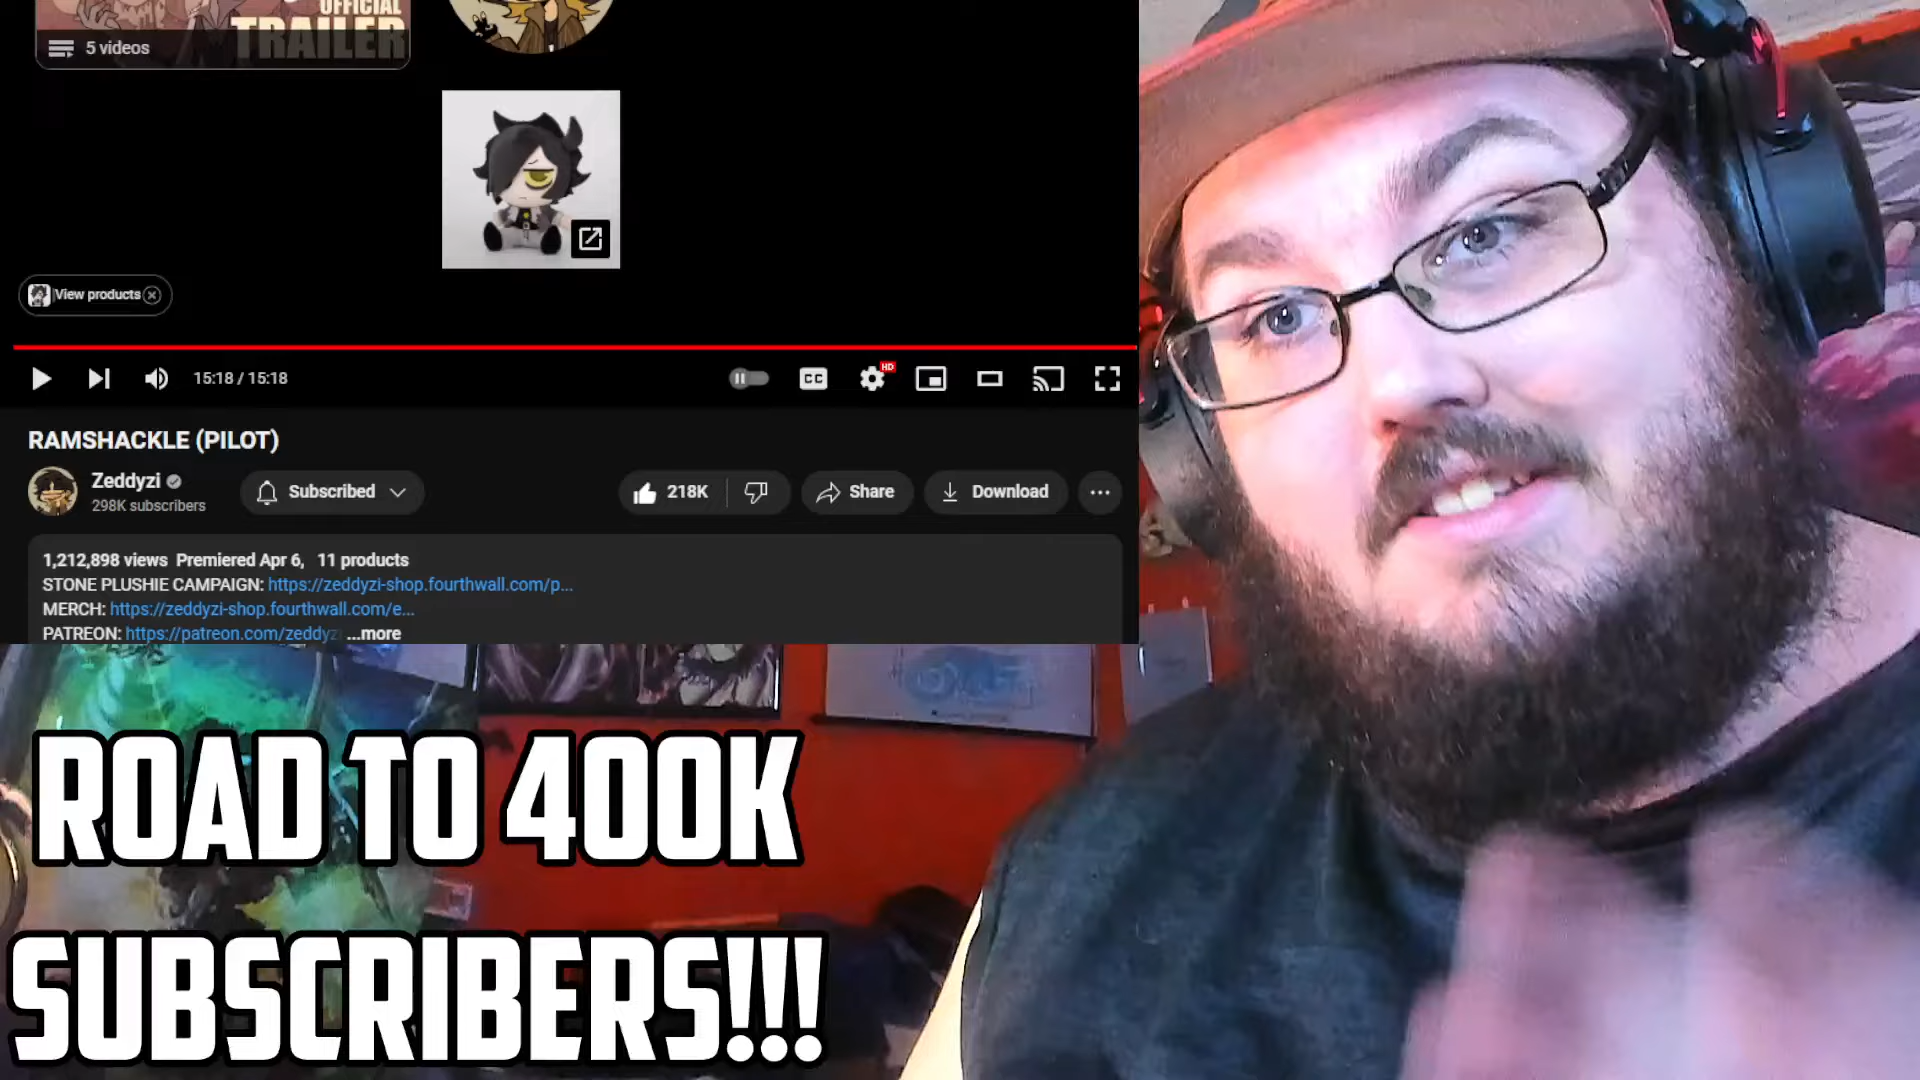 OFFICIAL
TRAILER
5 videos
View products
15:18 / 15:18
CC
HD
RAMSHACKLE (PILOT)
Zeddyzi
298K subscribers
Subscribed
218K
Share
Download
1,212,898 views Premiered Apr 6, 11 products
STONE PLUSHIE CAMPAIGN: https://zeddyzi-shop.fourthwall.com/p...
MERCH: https://zeddyzi-shop.fourthwall.com/e...
PATREON: https://patreon.com/zeddyz ...more
ROAD TO 400K
SUBSCRIBERS!!!